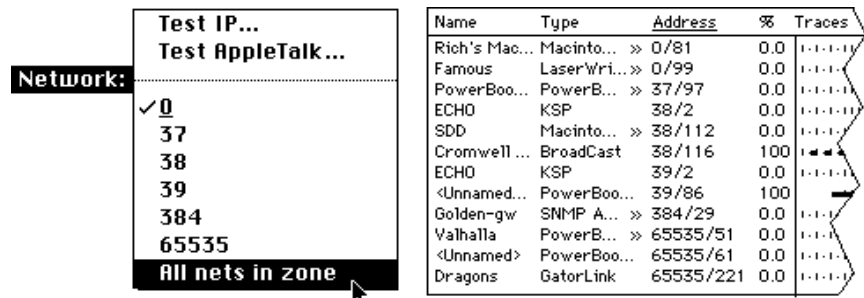 Test IP...
Test AppleTalk...
Network:
✓0
37
38
39
384
65535
All nets in zone
Name Type Address % Traces
Rich's Mac... Macinto... » 0/81 0.0
Famous LaserWri... » 0/99 0.0
PowerBoo... PowerB... » 37/97 0.0
ECHO KSP 38/2 0.0
SDD Macinto... » 38/112 0.0
Cromwell ... BroadCast 38/116 100
ECHO KSP 39/2 0.0
<Unnamed... PowerBoo... 39/86 100
Golden-gw SNMP A... » 384/29 0.0
Valhalla PowerB... » 65535/51 0.0
<Unnamed> PowerBoo... 65535/61 0.0
Dragons GatorLink 65535/221 0.0